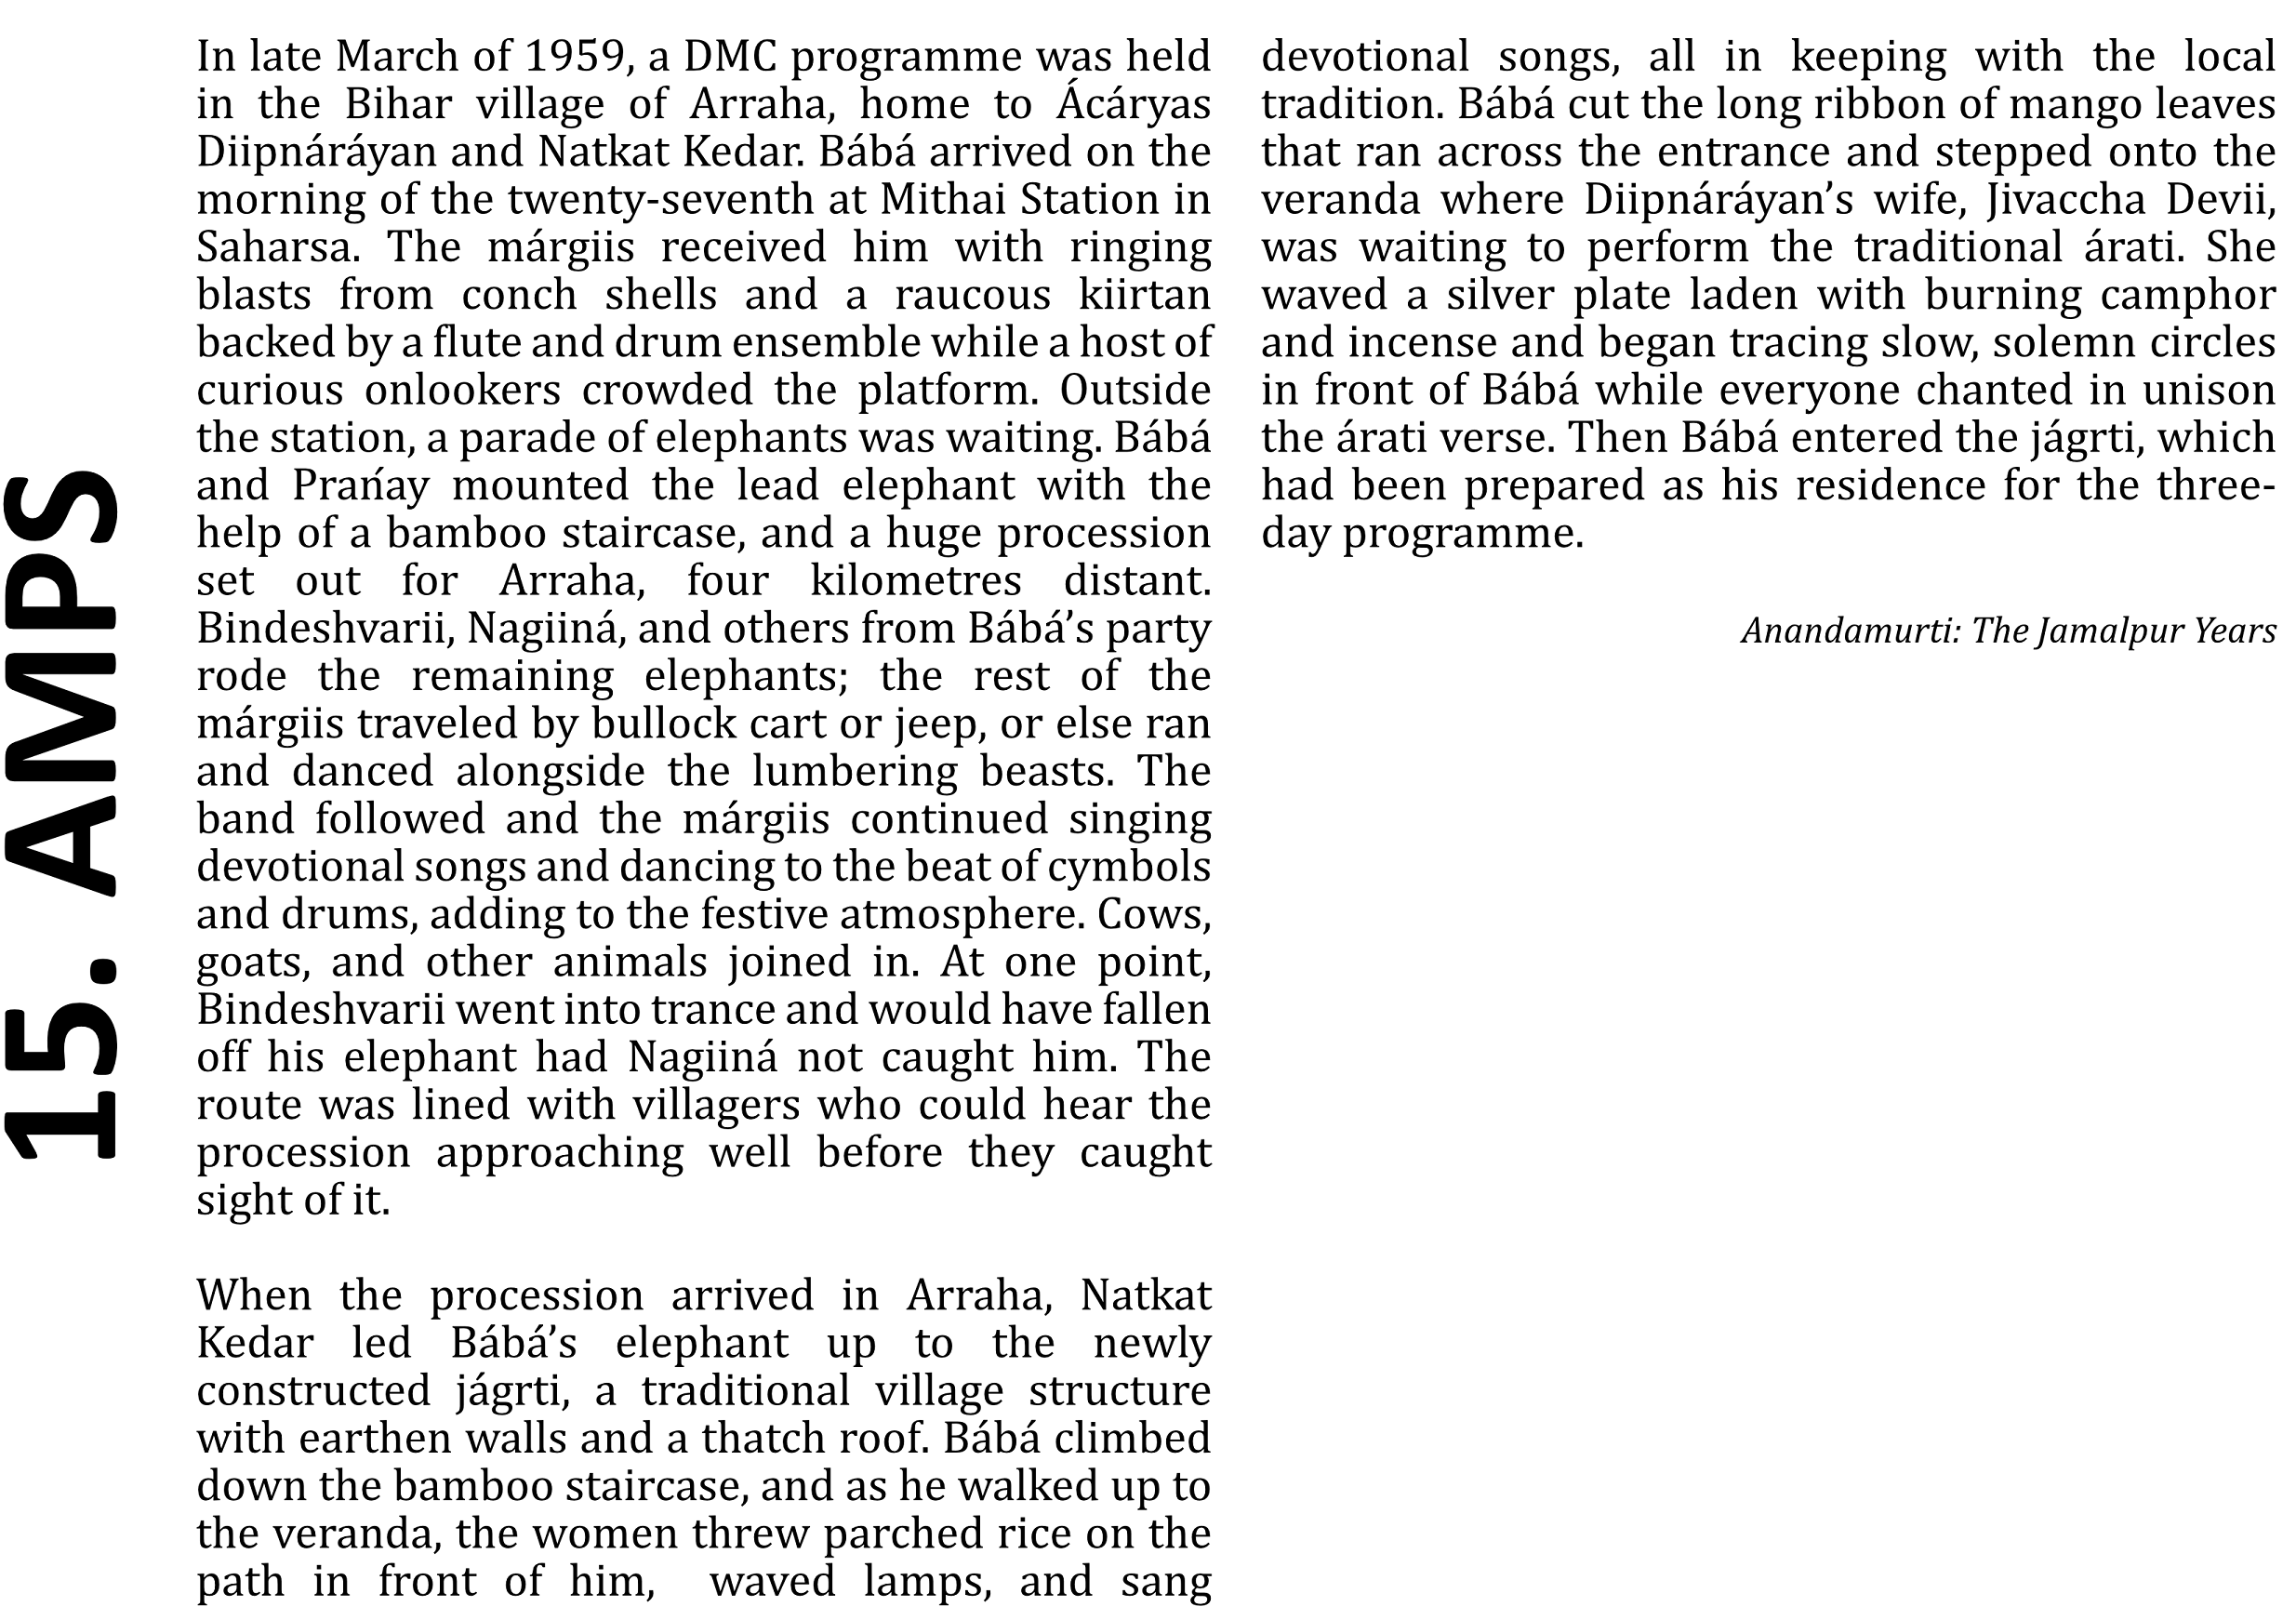 15. AMPS
In late March of 1959, a DMC programme was held
in the Bihar village of Arraha, home to Ácáryas
Diipnáráyan and Natkat Kedar. Bábá arrived on the
morning of the twenty-seventh at Mithai Station in
Saharsa. The márgiis received him with ringing
blasts from conch shells and a raucous kiirtan
backed by a flute and drum ensemble while a host of
curious onlookers crowded the platform. Outside
the station, a parade of elephants was waiting. Bábá
and Prańay mounted the lead elephant with the
help of a bamboo staircase, and a huge procession
set out for Arraha, four kilometres distant.
Bindeshvarii, Nagiiná, and others from Bábá’s party
rode the remaining elephants; the rest of the
márgiis traveled by bullock cart or jeep, or else ran
and danced alongside the lumbering beasts. The
band followed and the márgiis continued singing
devotional songs and dancing to the beat of cymbols
and drums, adding to the festive atmosphere. Cows,
goats, and other animals joined in. At one point,
Bindeshvarii went into trance and would have fallen
off his elephant had Nagiiná not caught him. The
route was lined with villagers who could hear the
procession approaching well before they caught
sight of it.
When the procession arrived in Arraha, Natkat
Kedar led Bábá’s elephant up to the newly
constructed jágrti, a traditional village structure
with earthen walls and a thatch roof. Bábá climbed
down the bamboo staircase, and as he walked up to
the veranda, the women threw parched rice on the
path in front of him, waved lamps, and sang
devotional songs, all in keeping with the local
tradition. Bábá cut the long ribbon of mango leaves
that ran across the entrance and stepped onto the
veranda where Diipnáráyan’s wife, Jivaccha Devii,
was waiting to perform the traditional árati. She
waved a silver plate laden with burning camphor
and incense and began tracing slow, solemn circles
in front of Bábá while everyone chanted in unison
the árati verse. Then Bábá entered the jágrti, which
had been prepared as his residence for the three-
day programme.
Anandamurti: The Jamalpur Years